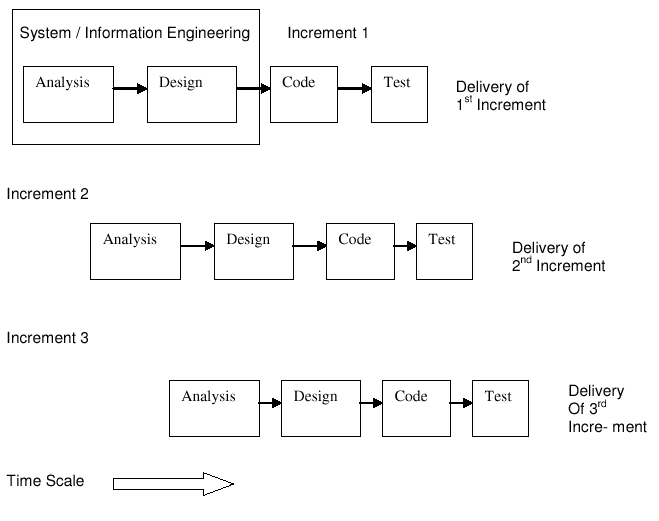 System / Information Engineering Increment 1
Analysis Design Code Test
Delivery of
1st Increment
Increment 2
Analysis Design Code Test
Delivery of
2nd Increment
Increment 3
Analysis Design Code Test
Delivery
Of 3rd
Incre- ment
Time Scale